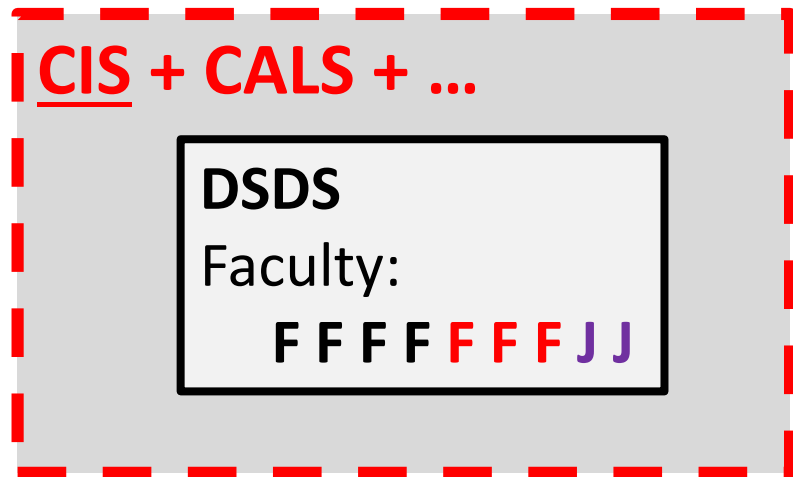 CIS + CALS + …
DSDS
Faculty:
F F F F F F F J J